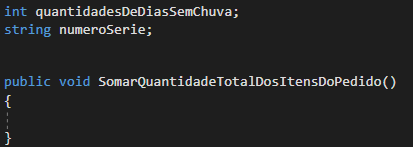 int quantidadesDeDiasSemChuva;
string numeroSerie;
public void SomarQuantidadeTotalDosItensDoPedido()
{
}